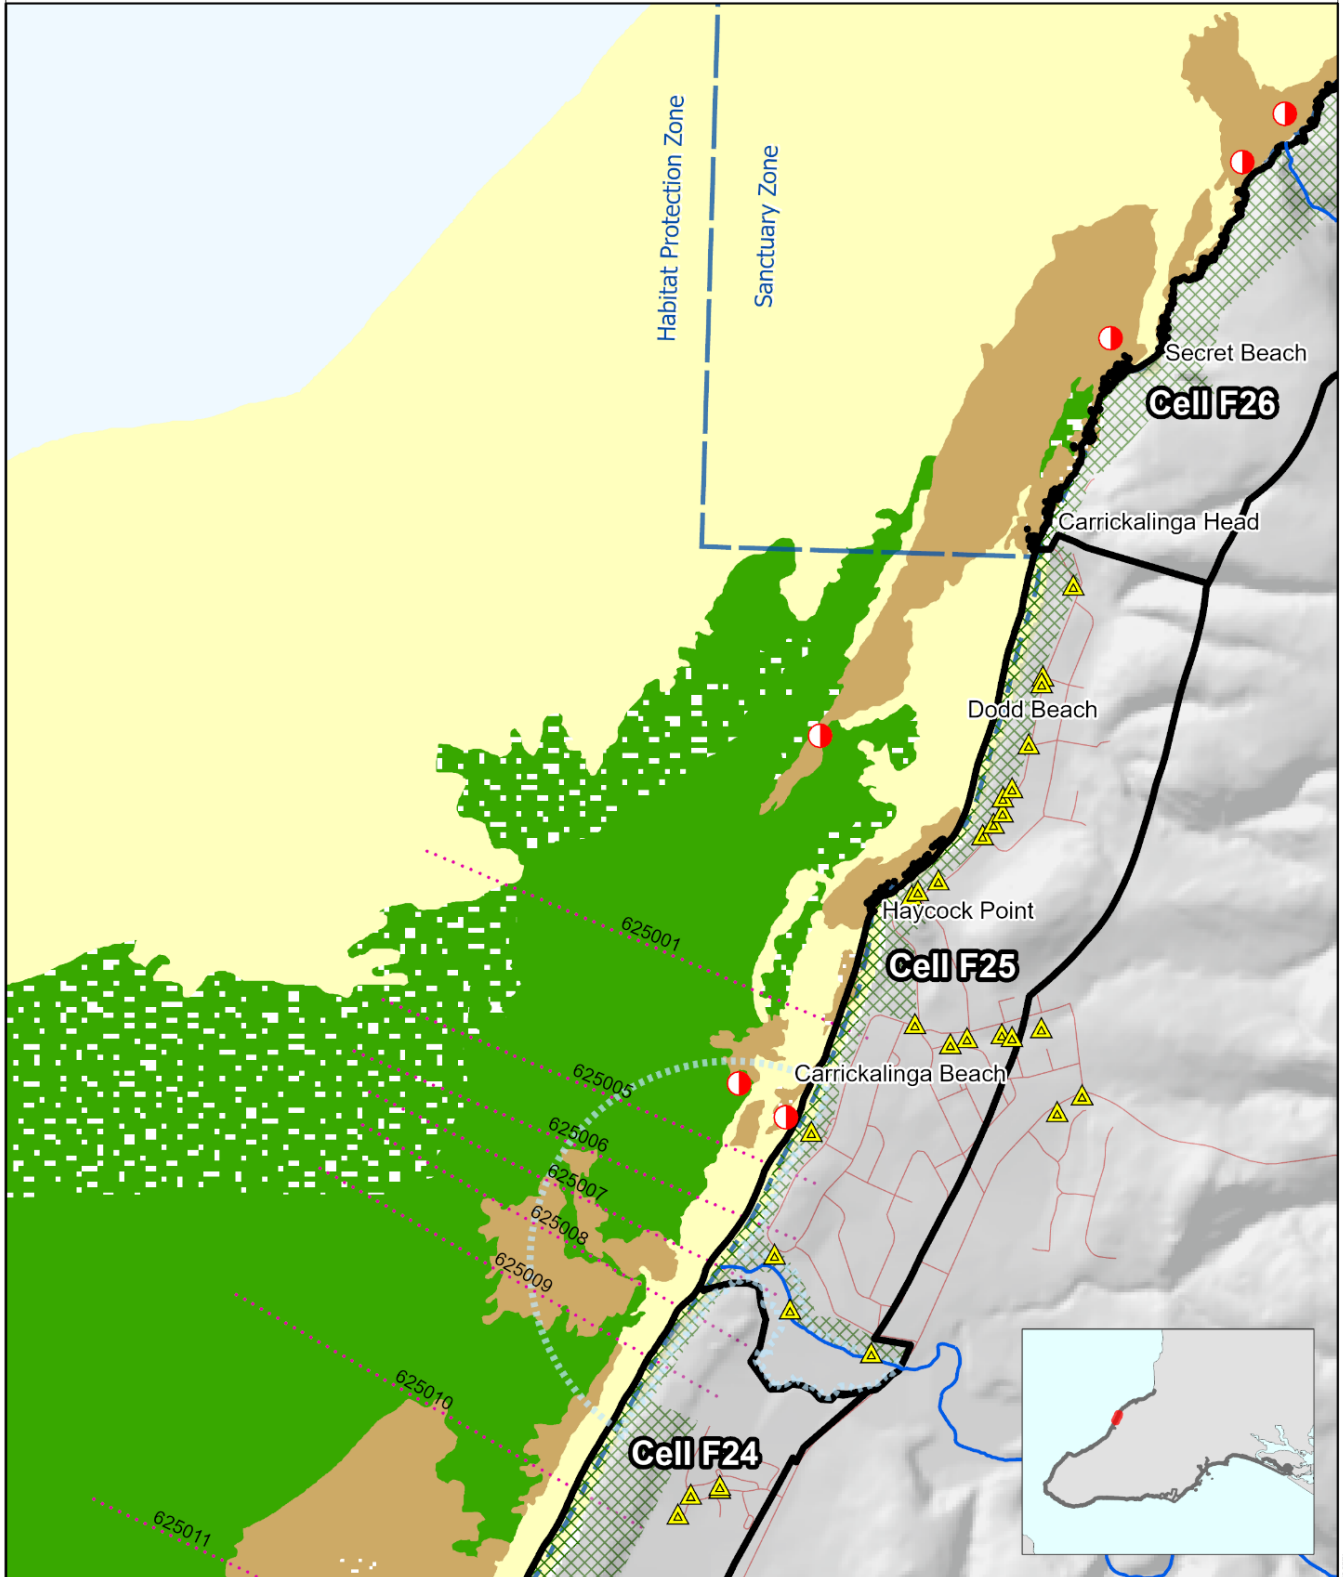 Habitat Protection Zone
Sanctuary Zone
Secret Beach
Cell F26
Carrickalinga Head
Dodd Beach
Haycock Point
625001
Cell F25
625005
Carrickalinga Beach
625006
625007
625008
625009
625010
Cell F24
625011